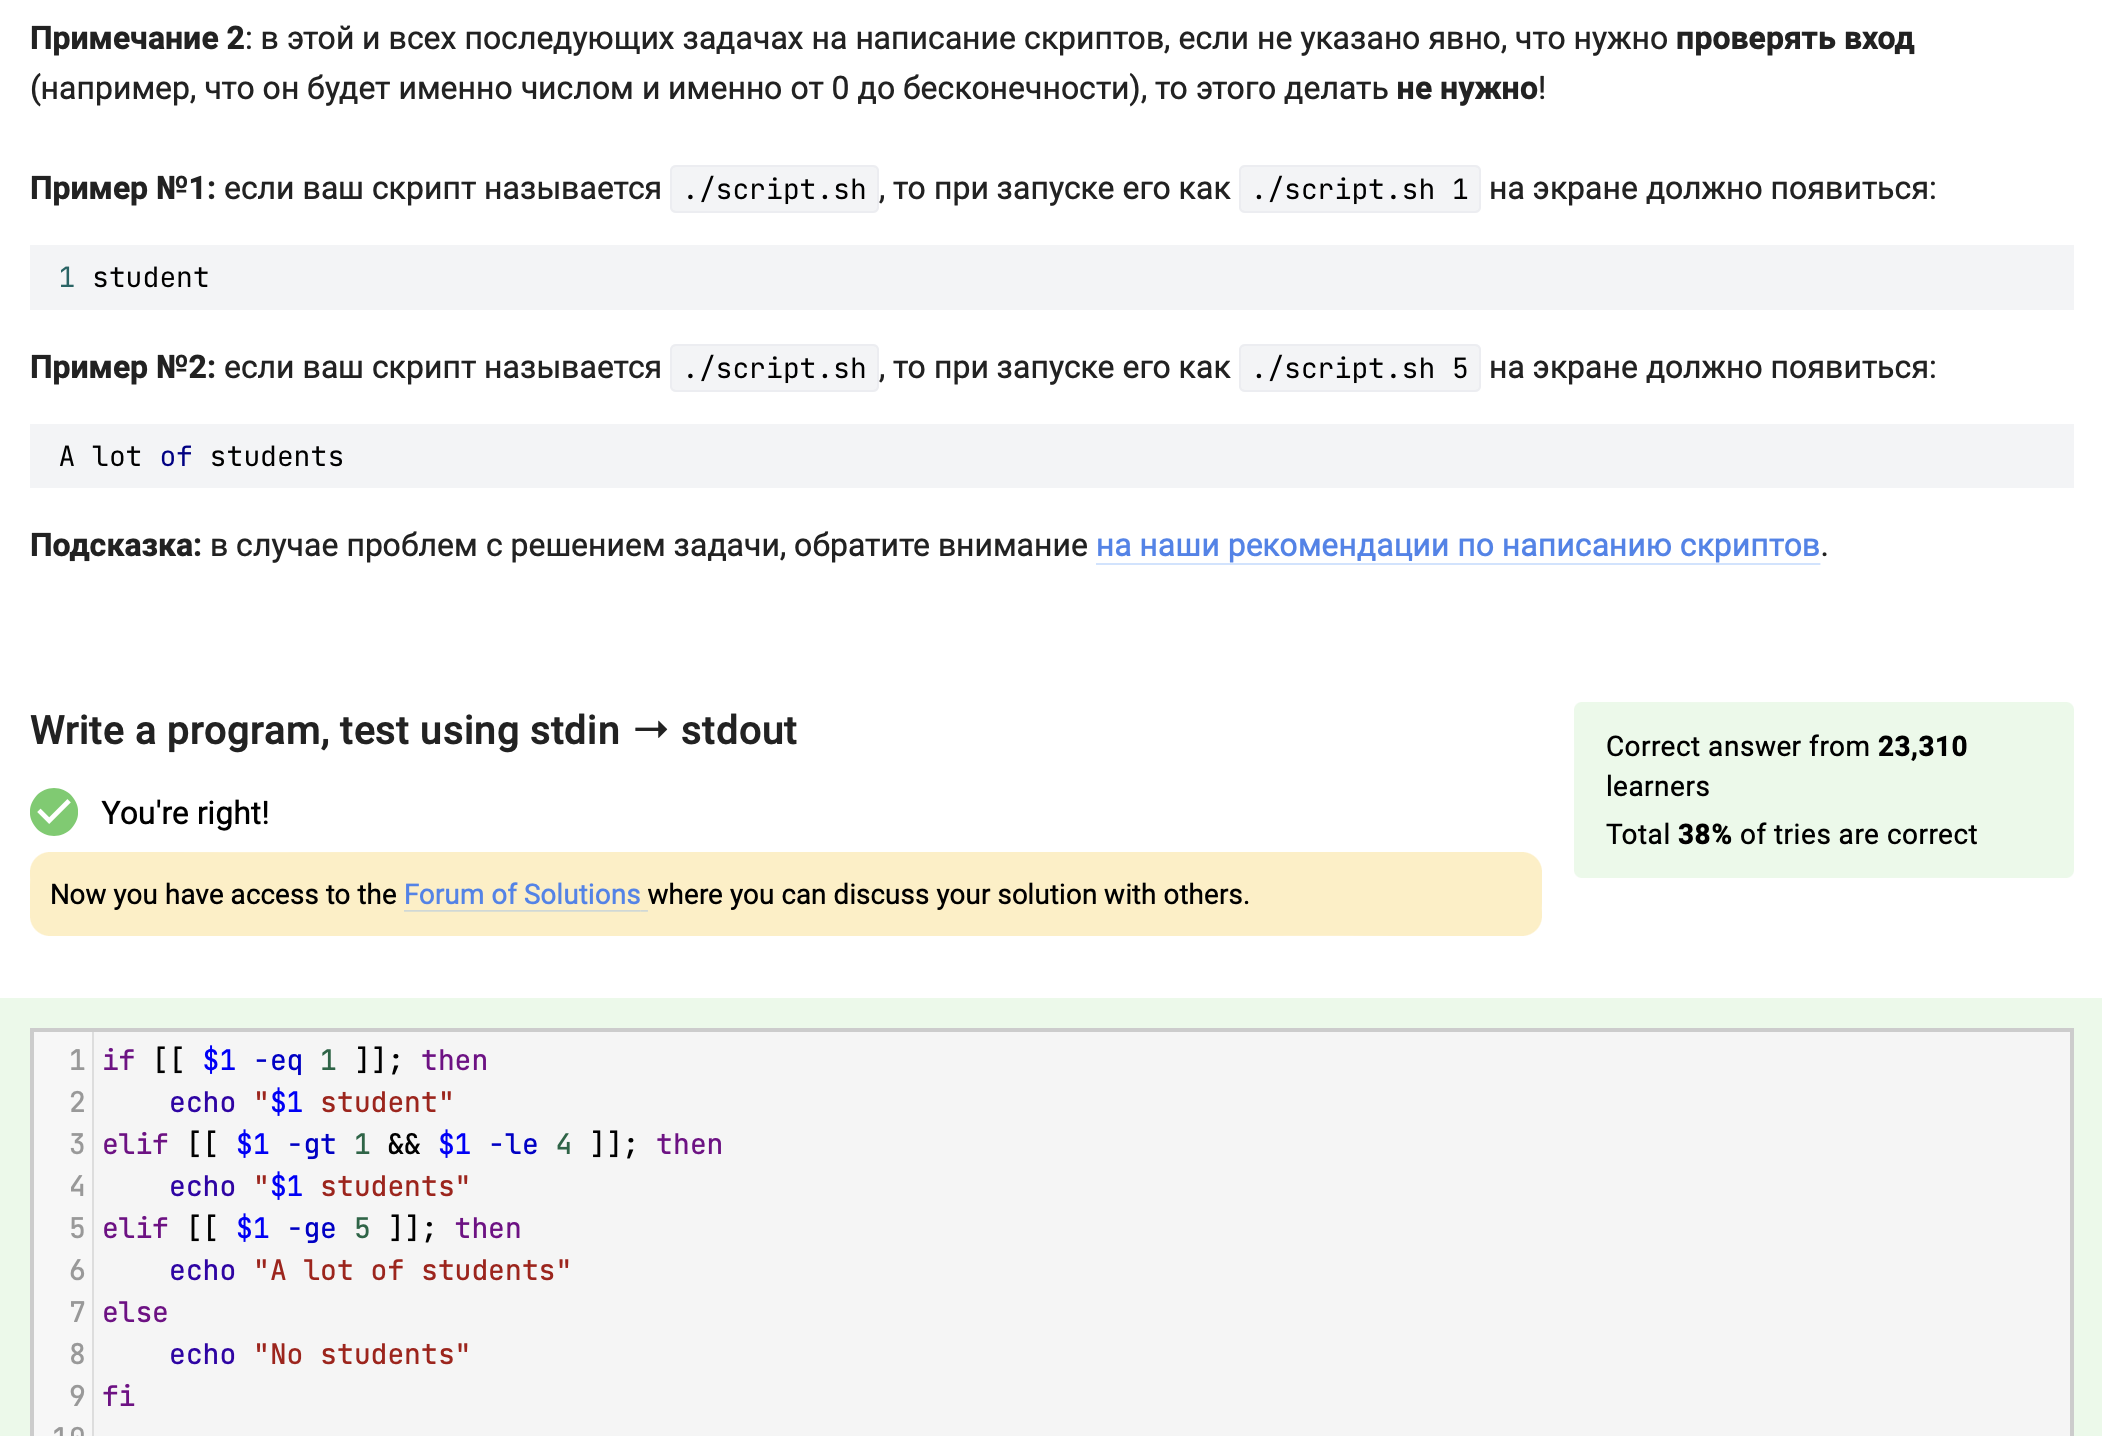 Примечание 2: в этой и всех последующих задачах на написание скриптов, если не указано явно, что нужно проверять вход
(например, что он будет именно числом и именно от 0 до бесконечности), то этого делать не нужно!
Пример №1: если ваш скрипт называется ./script.sh, то при запуске его как ./script.sh 1 на экране должно появиться:
1 student
Пример №2: если ваш скрипт называется ./script.sh, то при запуске его как ./script.sh 5 на экране должно появиться:
A lot of students
Подсказка: в случае проблем с решением задачи, обратите внимание на наши рекомендации по написанию скриптов.
Write a program, test using stdin → stdout
You're right!
Now you have access to the Forum of Solutions where you can discuss your solution with others.
Correct answer from 23,310
learners
Total 38% of tries are correct
1 if [[ $1 -eq 1 ]]; then
2     echo "$1 student"
3 elif [[ $1 -gt 1 && $1 -le 4 ]]; then
4     echo "$1 students"
5 elif [[ $1 -ge 5 ]]; then
6     echo "A lot of students"
7 else
8     echo "No students"
9 fi
10